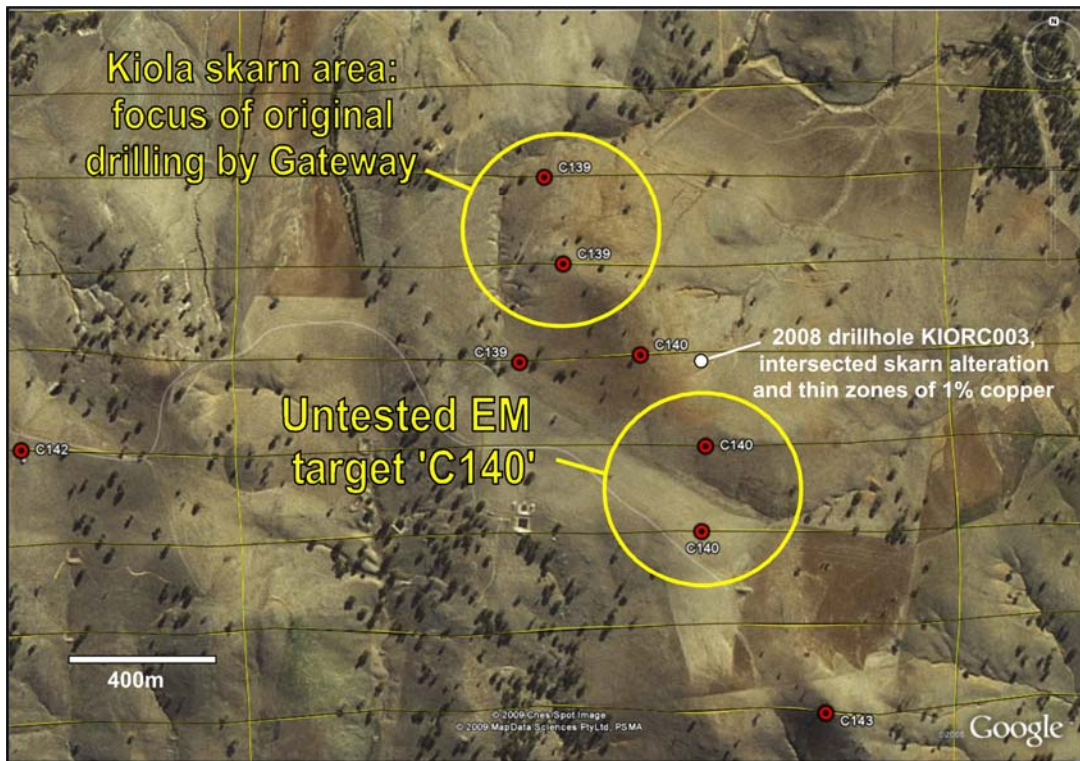 N
Kiola skarn area:
focus of original
drilling by Gateway
C139
C139
C139
C140
2008 drillhole KIORC003,
intersected skarn alteration
and thin zones of 1% copper
Untested EM
target 'C140'
C140
C142
C140
400m
© 2009 Cnes/Spot Image
© 2009 MapData Sciences PtyLtd, PSMA
C143
©2008 Google